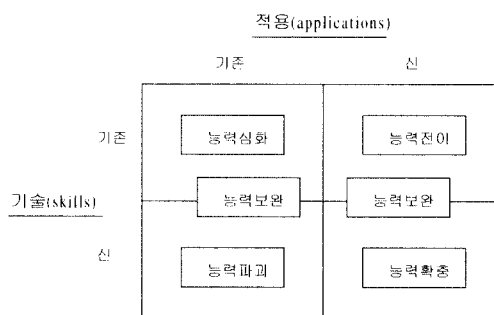 적용(applications)
기존 신
기존 능력심화 능력전이
기술(skills) 능력보완 능력보완
신 능력파괴 능력확충